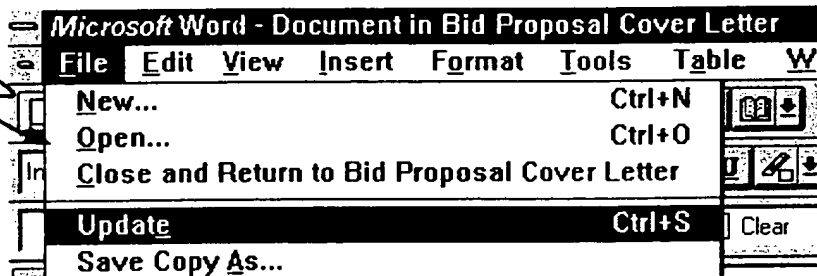 Microsoft Word - Document in Bid Proposal Cover Letter
File Edit View Insert Format Tools Table W
New... Ctrl+N
Open... Ctrl+O
In
Close and Return to Bid Proposal Cover Letter
U
Update Ctrl+S
Clear
Save Copy As...